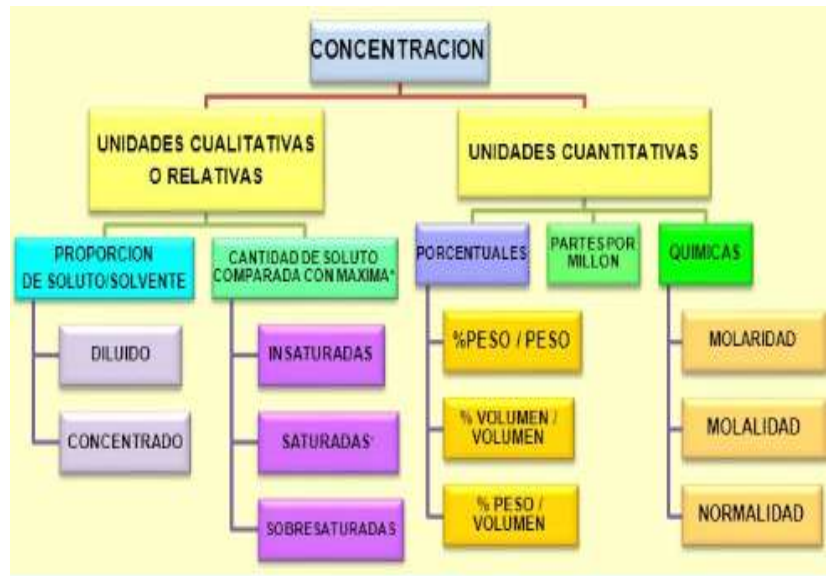 CONCENTRACION
UNIDADES CUALITATIVAS
O RELATIVAS
UNIDADES CUANTITATIVAS
PROPORCION
DE SOLUTO/SOLVENTE
CANTIDAD DE SOLUTO
COMPARADA CON MAXIMA*
PORCENTUALES
PARTES POR
MILLON
QUIMICAS
DILUIDO
CONCENTRADO
INSATURADAS
SATURADAS*
SOBRESATURADAS
%PESO / PESO
% VOLUMEN /
VOLUMEN
% PESO /
VOLUMEN
MOLARIDAD
MOLALIDAD
NORMALIDAD